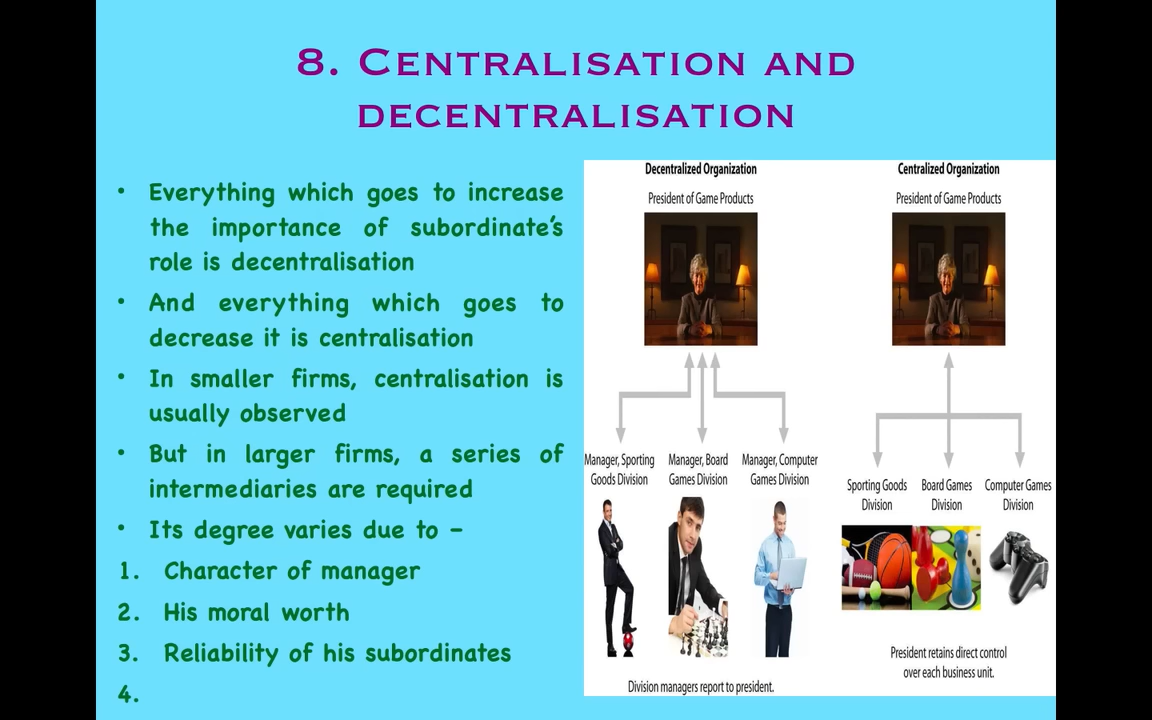 8. Centralisation and
decentralisation
• Everything which goes to increase
the importance of subordinate's
role is decentralisation
• And everything which goes to
decrease it is centralisation
• In smaller firms, centralisation is
usually observed
• But in larger firms, a series of
intermediaries are required
• Its degree varies due to –
1. Character of manager
2. His moral worth
3. Reliability of his subordinates
4.
Decentralized Organization
President of Game Products
Manager, Sporting
Goods Division
Manager, Board
Games Division
Manager, Computer
Games Division
Division managers report to president.
Centralized Organization
President of Game Products
Sporting Goods
Division
Board Games
Division
Computer Games
Division
President retains direct control
over each business unit.